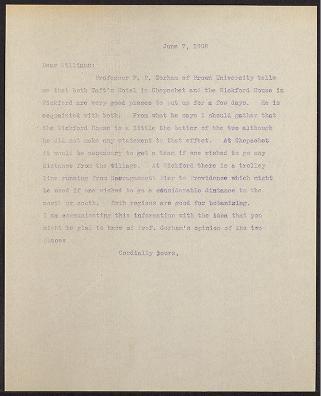 June 7, 1908
Dear Williams:
Professor F. P. Gorham of Brown University tells
me that both Taft's Hotel in Chepachet and the Wickford House in
Wickford are very good places to put up for a few days. He is
acquainted with both. From what he says I should gather that
the Wickford House is a little the better of the two although
he did not make any statement to that effect. At Chepachet
it would be necessary to get a team if one wished to go any
distance from the village. At Wickford there is a trolley
line running from Narragansett Pier to Providence which might
be used if one wished to go a considerable distance to the
north or south. Both regions are good for botanizing.
I am communicating this information with the idea that you
might be glad to know of Prof. Gorham's opinion of the two
places
Cordially yours,